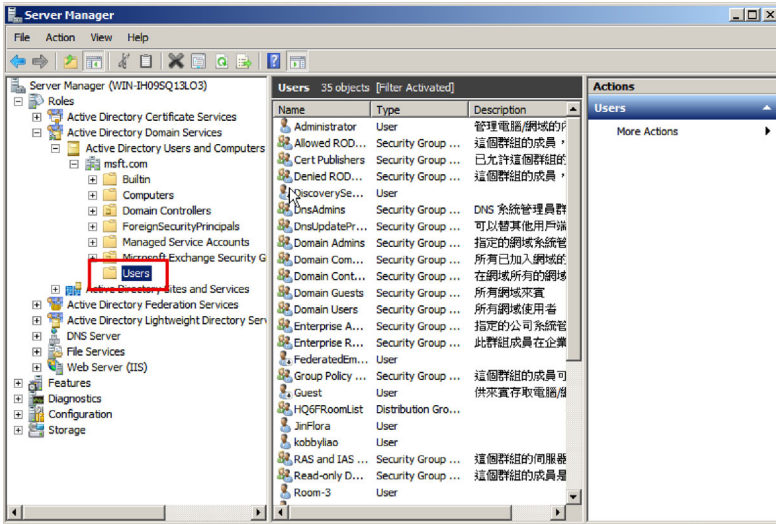 Server Manager
File Action View Help
Server Manager (WIN-IH09SQ13LO3)
Roles
Active Directory Certificate Services
Active Directory Domain Services
Active Directory Users and Computers
msft.com
Builtin
Computers
Domain Controllers
ForeignSecurityPrincipals
Managed Service Accounts
Microsoft Exchange Security G
Users
Active Directory Sites and Services
Active Directory Federation Services
Active Directory Lightweight Directory Serv
DNS Server
File Services
Web Server (IIS)
Features
Diagnostics
Configuration
Storage
Users 35 objects [Filter Activated]
Name Type Description
Administrator User 管理電腦/網域的
Allowed ROD... Security Group ... 這個群組的成員，
Cert Publishers Security Group ... 已允許這個群組的
Denied ROD... Security Group ... 這個群組的成員，
DiscoverySe... User
DnsAdmins Security Group ... DNS 系統管理員群
DnsUpdatePr... Security Group ... 可以替其他用戶端
Domain Admins Security Group ... 指定的網域系統管
Domain Com... Security Group ... 所有已加入網域的
Domain Cont... Security Group ... 在網域所有的網域
Domain Guests Security Group ... 所有網域來賓
Domain Users Security Group ... 所有網域使用者
Enterprise A... Security Group ... 指定的公司系統管
Enterprise R... Security Group ... 此群組成員在企業
FederatedEm... User
Group Policy ... Security Group ... 這個群組的成員可
Guest User 供來賓存取電腦/網
HQ6FRoomList Distribution Gro...
JinFlora User
kobbyliao User
RAS and IAS ... Security Group ... 這個群組的伺服器
Read-only D... Security Group ... 這個群組的成員是
Room-3 User
Actions
Users
More Actions